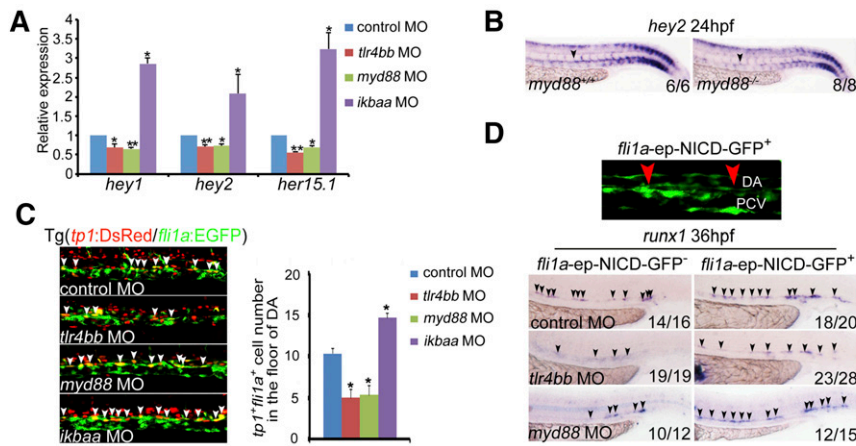 A
Relative expression
4
3.5
3
2.5
2
1.5
1
0.5
0
* ** *
** * *
** * *
hey1 hey2 her15.1
control MO
tlr4bb MO
myd88 MO
ikbaa MO
B
hey2 24hpf
myd88+/+ 6/6
myd88-/- 8/8
C
Tg(tp1:DsRed/fli1a:EGFP)
control MO
tlr4bb MO
myd88 MO
ikbaa MO
tp1+fli1a+ cell number
in the floor of DA
20
15
10
5
0
* * *
control MO
tlr4bb MO
myd88 MO
ikbaa MO
D
fli1a-ep-NICD-GFP+
DA
PCV
runx1 36hpf
fli1a-ep-NICD-GFP- fli1a-ep-NICD-GFP+
control MO 14/16 18/20
tlr4bb MO 19/19 23/28
myd88 MO 10/12 12/15